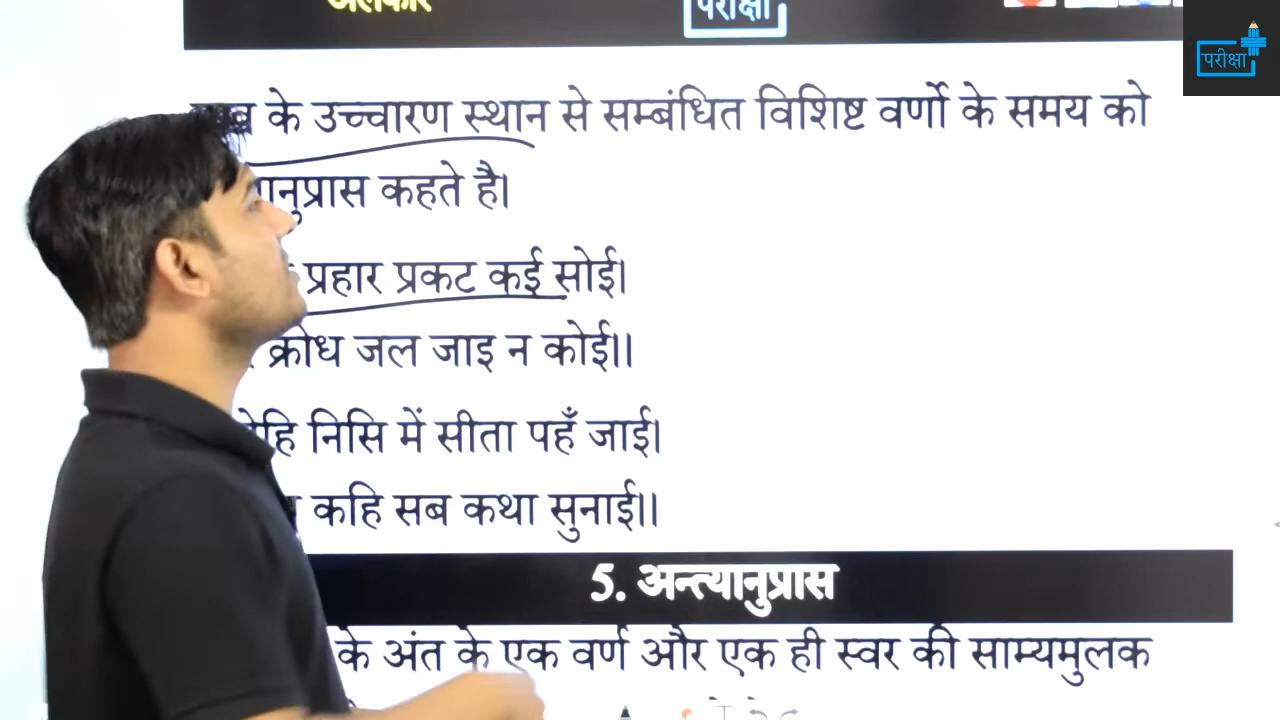 अलंकार
परीक्षा
परीक्षा
के उच्चारण स्थान से सम्बंधित विशिष्ट वर्णो के समय को
कहते है।
प्रहार प्रकट कई सोई।
क्रोध जल जाइ न कोई।।
निसि में सीता पहँ जाई।
कहि सब कथा सुनाई।।
5. अन्त्यानुप्रास
के अंत के एक वर्ण और एक ही स्वर की साम्यमुलक